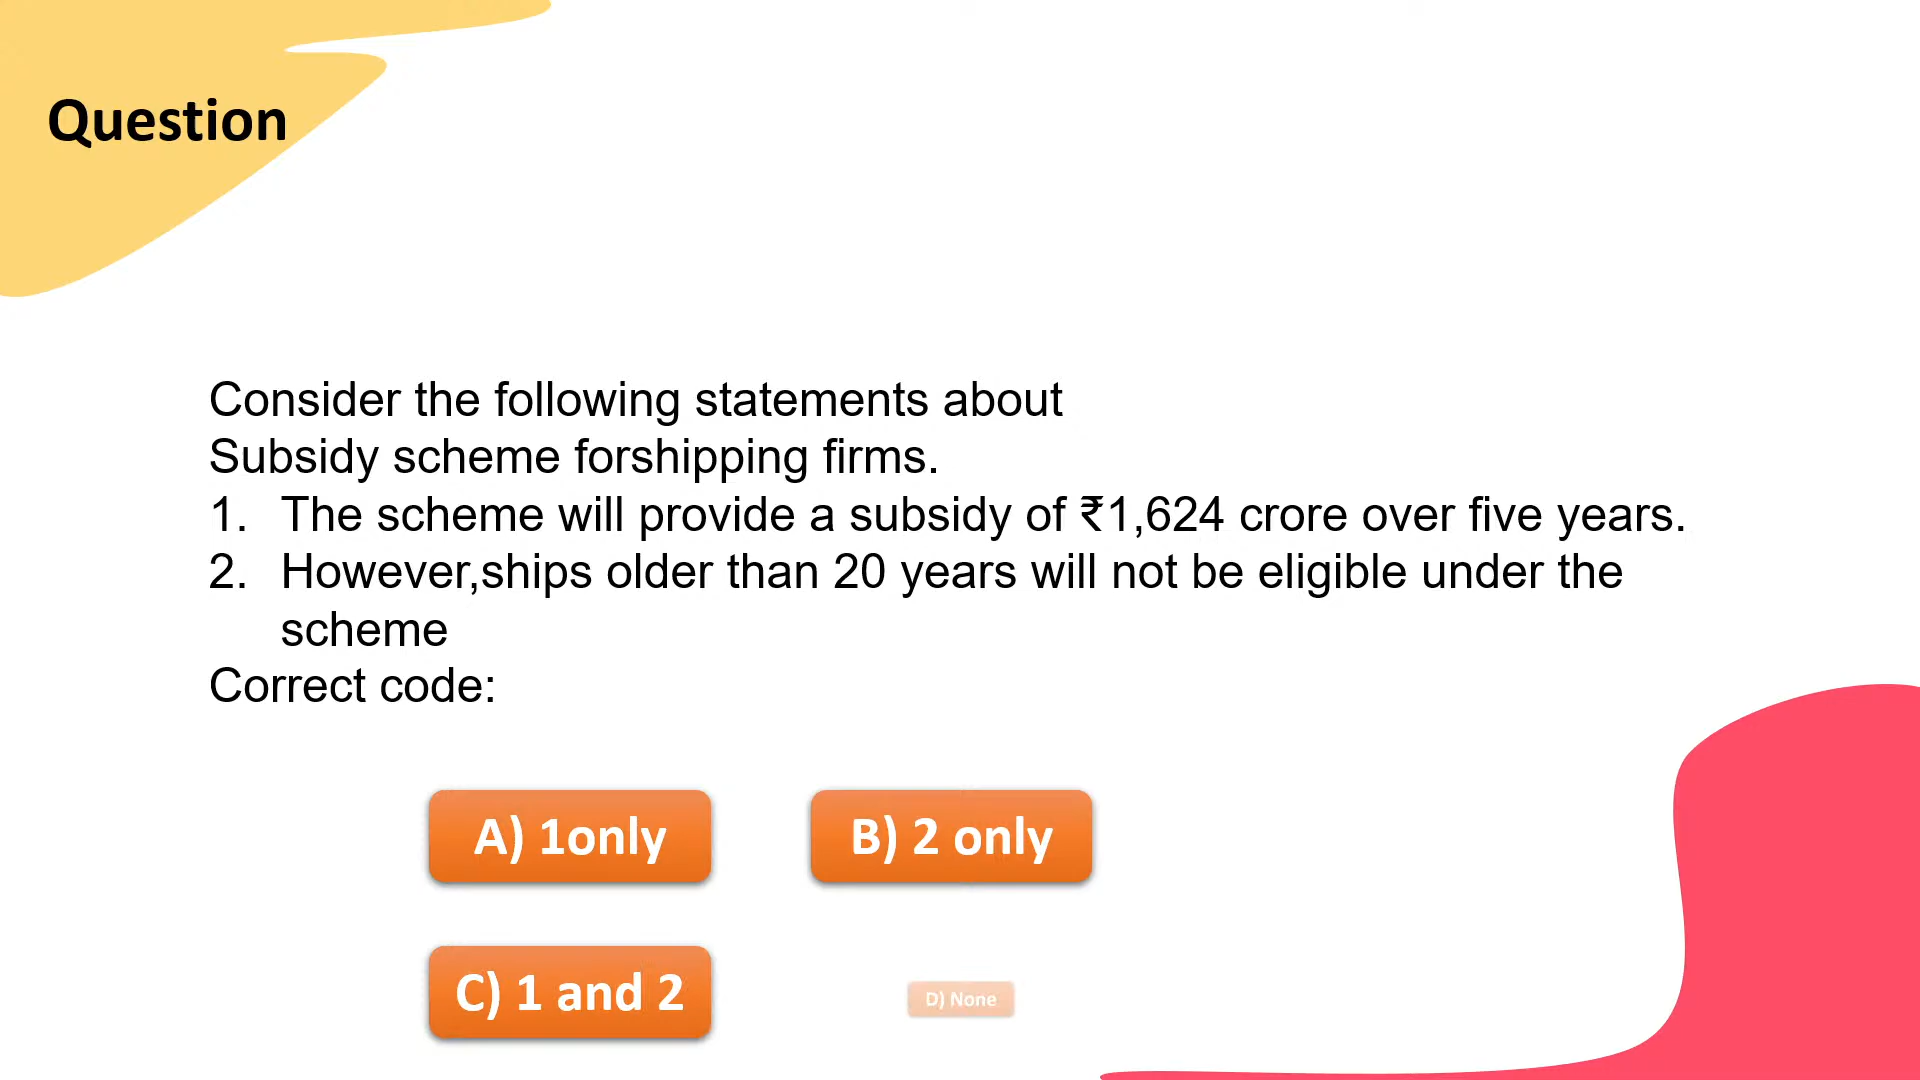 Question
Consider the following statements about
Subsidy scheme forshipping firms.
1. The scheme will provide a subsidy of ₹1,624 crore over five years.
2. However,ships older than 20 years will not be eligible under the
scheme
Correct code:
A) 1only
B) 2 only
C) 1 and 2
D) None